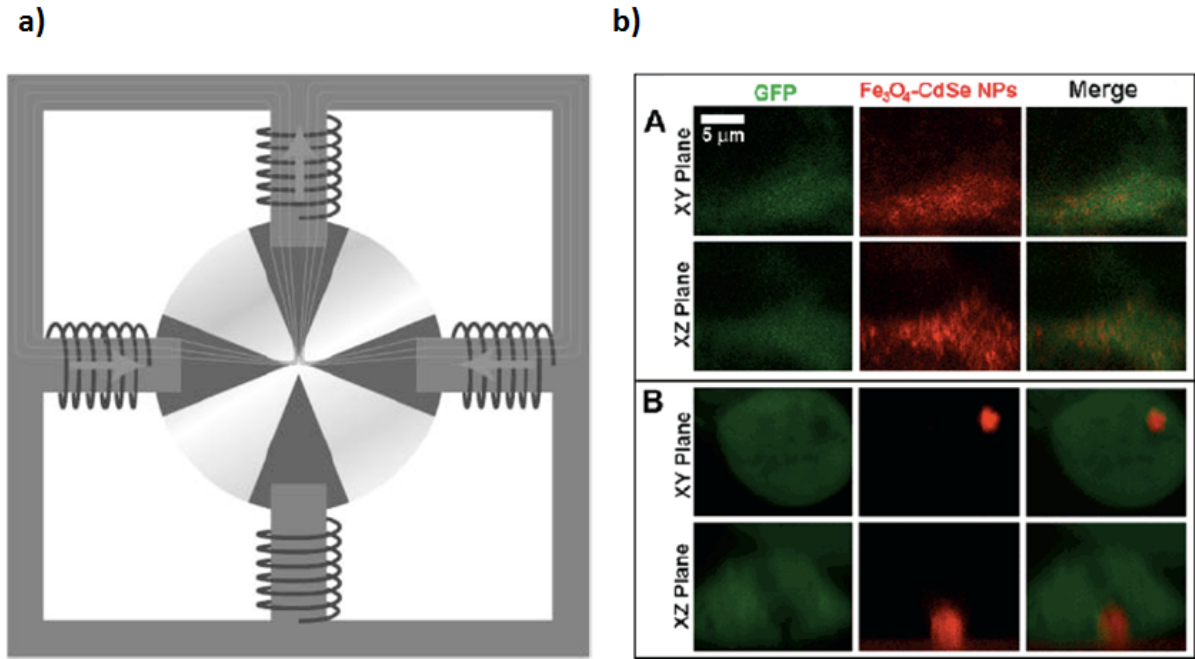 a)
b)
GFP Fe₃O₄-CdSe NPs Merge
A
5 μm
XY Plane
XZ Plane
B
XY Plane
XZ Plane